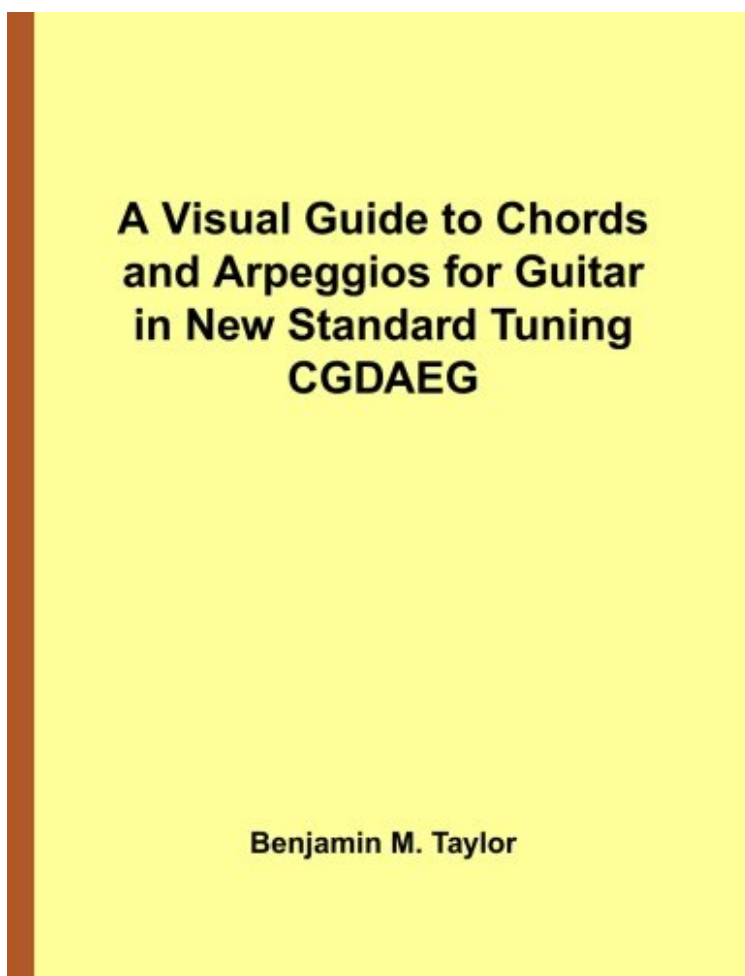 A Visual Guide to Chords
and Arpeggios for Guitar
in New Standard Tuning
CGDAEG
Benjamin M. Taylor